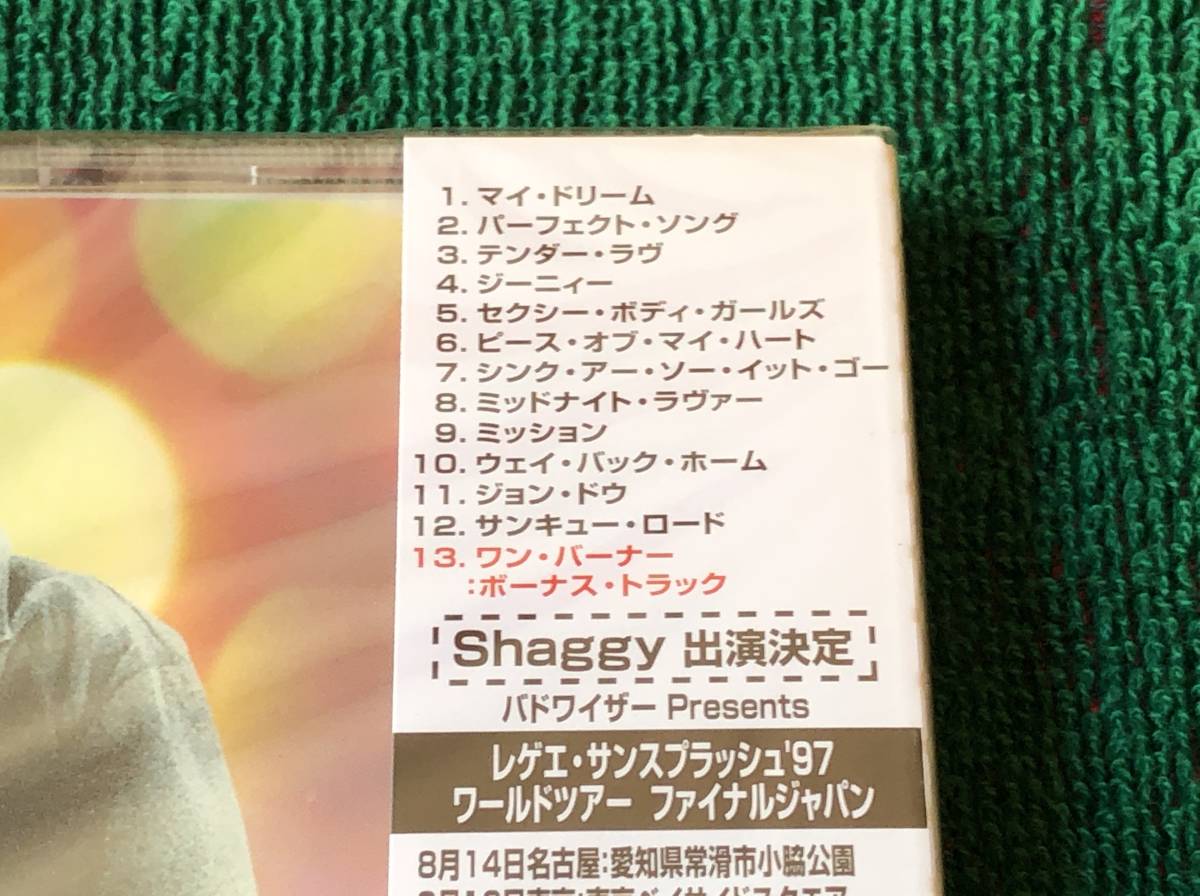 1. マイ・ドリーム
2. パーフェクト・ソング
3. テンダー・ラヴ
4. ジーニィー
5. セクシー・ボディ・ガールズ
6. ピース・オブ・マイ・ハート
7. シンク・アー・ソー・イット・ゴー
8. ミッドナイト・ラヴァー
9. ミッション
10. ウェイ・バック・ホーム
11. ジョン・ドウ
12. サンキュー・ロード
13. ワン・バーナー
:ボーナス・トラック
Shaggy 出演決定
バドワイザー Presents
レゲエ・サンスプラッシュ'97
ワールドツアー ファイナルジャパン
8月14日名古屋:愛知県常滑市小脇公園